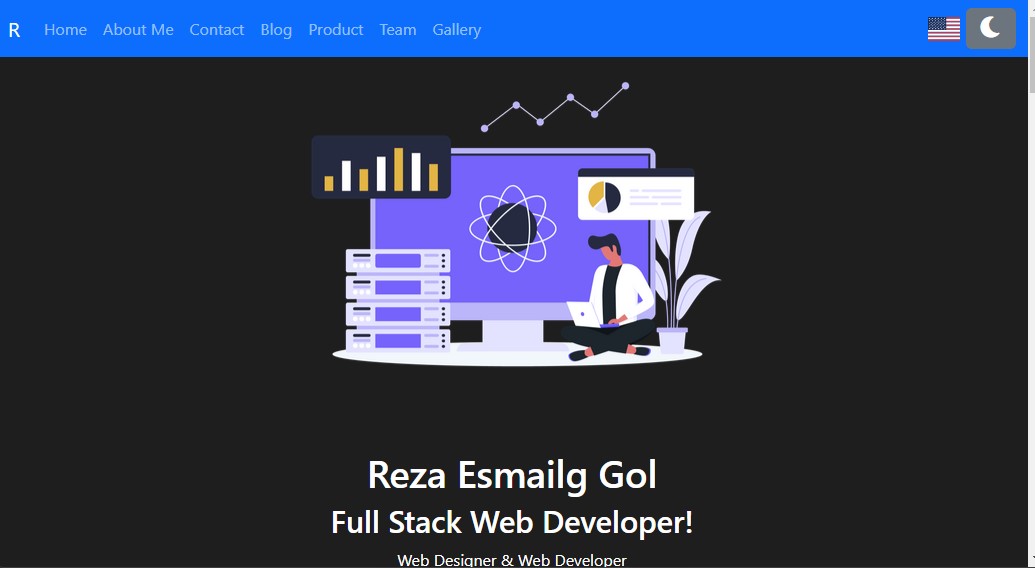 R Home About Me Contact Blog Product Team Gallery
Reza Esmailg Gol
Full Stack Web Developer!
Web Designer & Web Developer